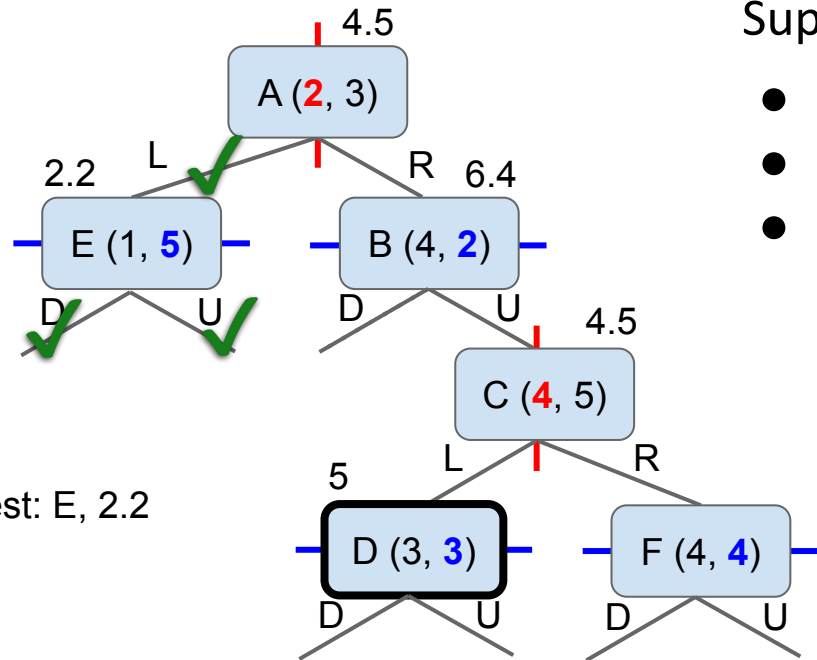 4.5
Sup
A (2, 3)
L
R
2.2
6.4
E (1, 5)
B (4, 2)
D
U
D
U
4.5
C (4, 5)
L
R
5
est: E, 2.2
D (3, 3)
F (4, 4)
D
U
D
U